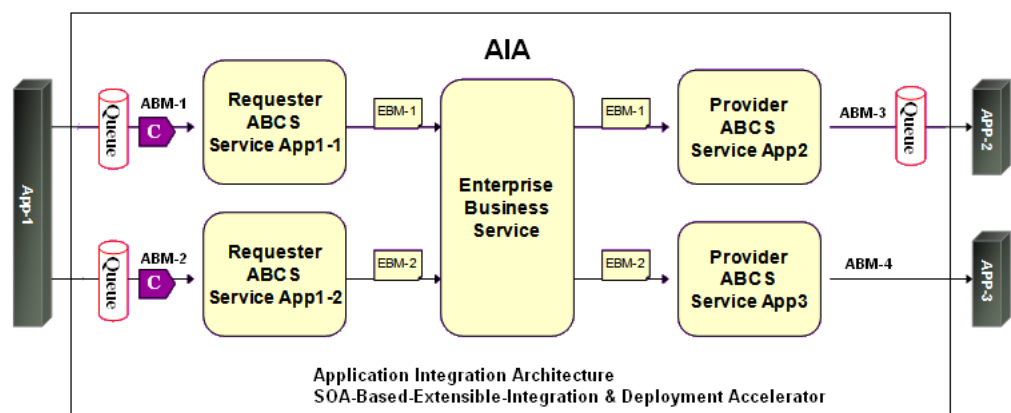 AIA
ABM-1
Queue
C
Requester
ABCS
Service App1-1
EBM-1
EBM-1
Provider
ABCS
Service App2
ABM-3
Queue
APP-2
App-1
Enterprise
Business
Service
ABM-2
Queue
C
Requester
ABCS
Service App1-2
EBM-2
EBM-2
Provider
ABCS
Service App3
ABM-4
APP-3
Application Integration Architecture
SOA-Based-Extensible-Integration & Deployment Accelerator